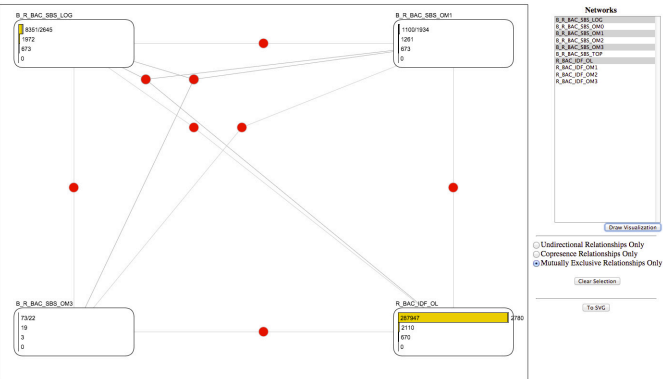 B_R_BAC_SBS_LOG
8351/2645
1972
673
0
B_R_BAC_SBS_OM1
1100/1934
1261
673
0
B_R_BAC_SBS_OM3
73/22
19
3
0
R_BAC_IDF_OL
287947 2780
2110
670
0
Networks
B_R_BAC_SBS_LOG
B_R_BAC_SBS_OM0
B_R_BAC_SBS_OM1
B_R_BAC_SBS_OM2
B_R_BAC_SBS_OM3
B_R_BAC_SBS_TOP
R_BAC_IDF_OL
R_BAC_IDF_OM1
R_BAC_IDF_OM2
R_BAC_IDF_OM3
Draw Visualization
Undirectional Relationships Only
Copresence Relationships Only
Mutually Exclusive Relationships Only
Clear Selection
To SVG